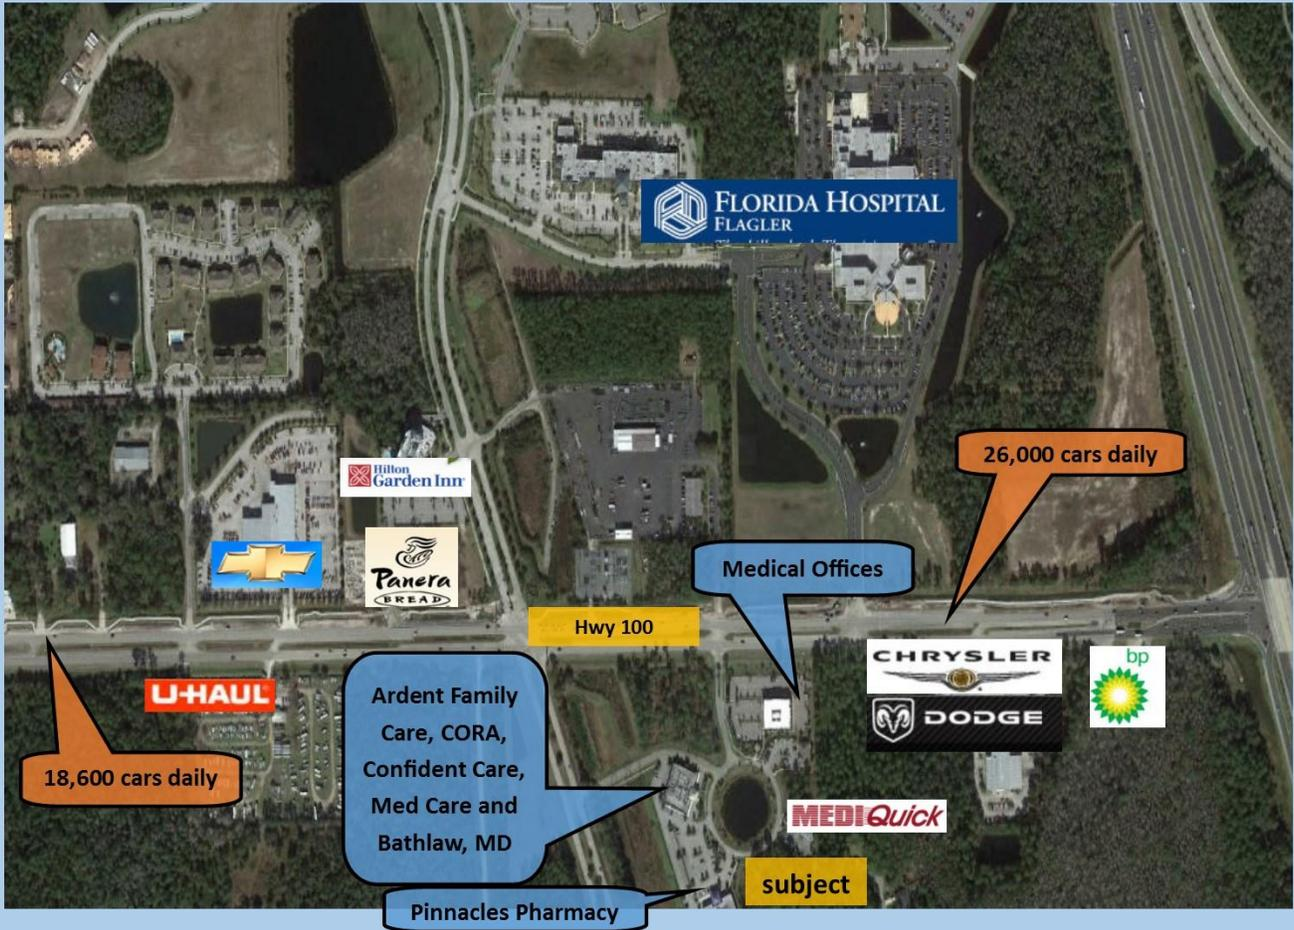 FLORIDA HOSPITAL
FLAGLER
26,000 cars daily
Hilton
Garden Inn
Panera
BREAD
Medical Offices
Hwy 100
CHRYSLER
DODGE
bp
U-HAUL
Ardent Family
Care, CORA,
Confident Care,
Med Care and
Bathlaw, MD
18,600 cars daily
MEDIQuick
subject
Pinnacles Pharmacy